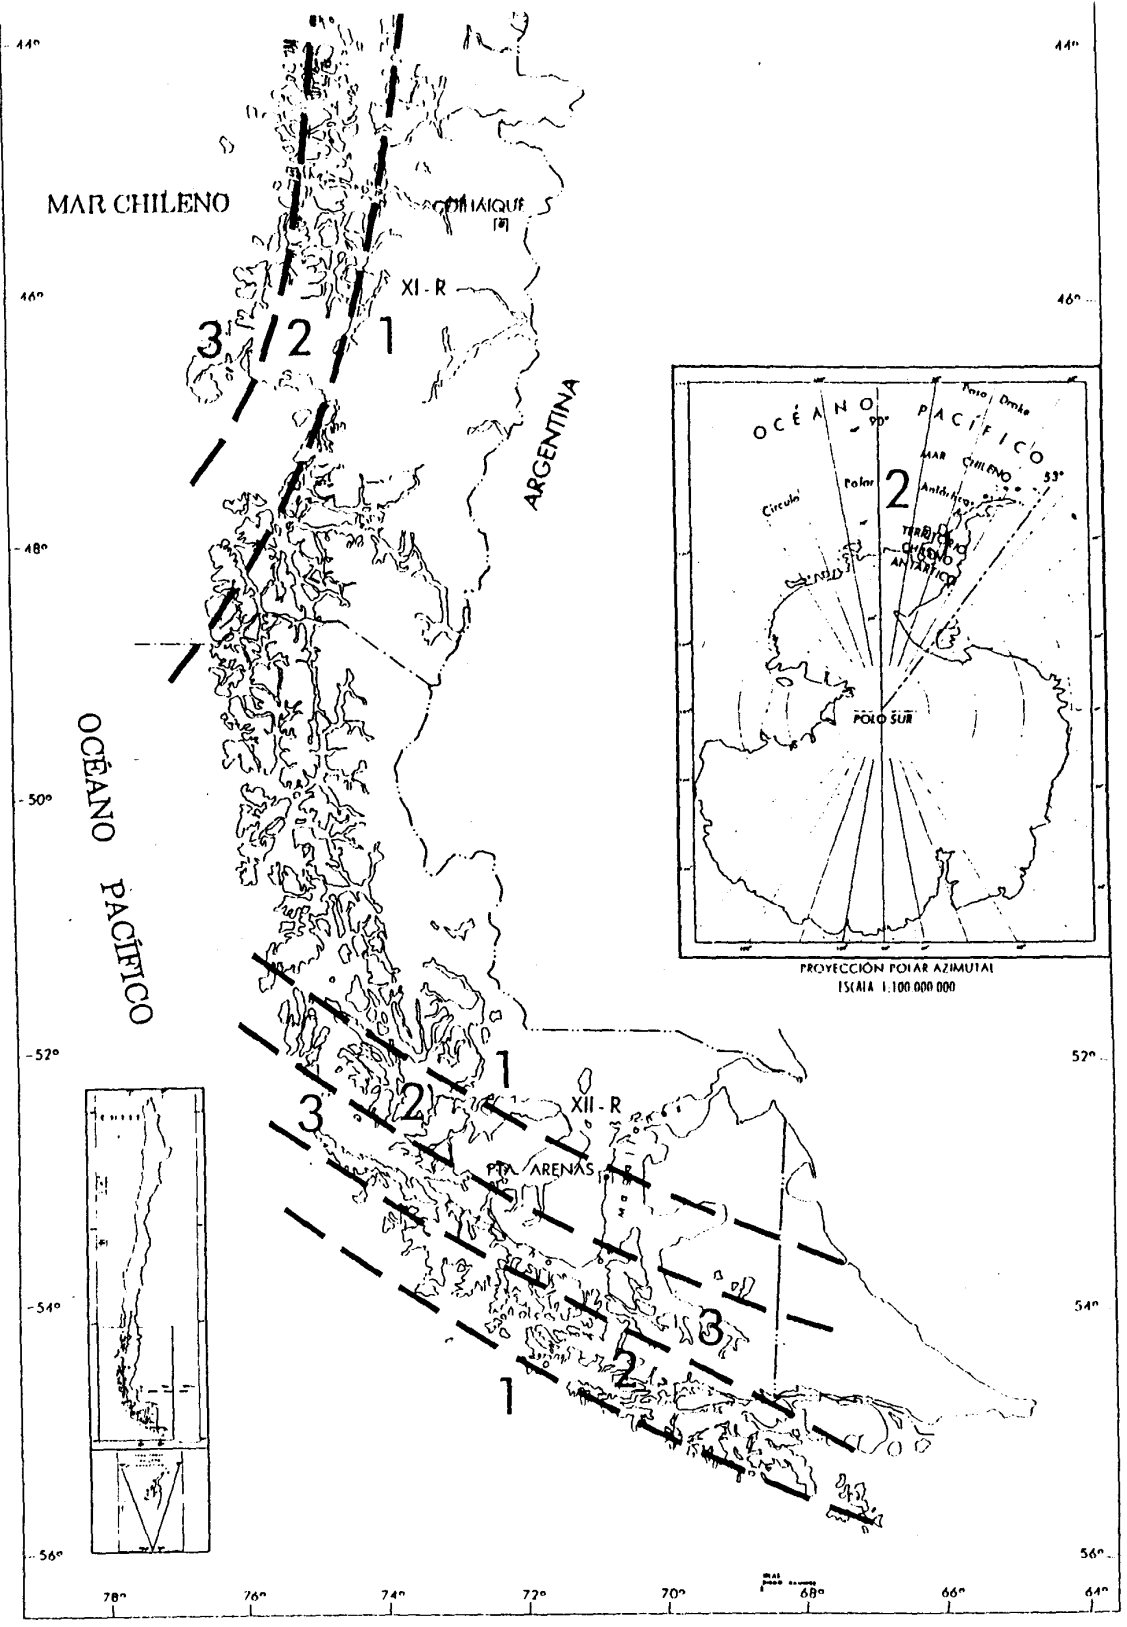 44°
44°
MAR CHILENO
COIHAIQUE
XI-R
46°
46°
3
2
1
ARGENTINA
48°
OCÉANO PACÍFICO
50°
52°
52°
1
2
3
XII-R
PTA. ARENAS
54°
54°
3
2
1
56°
56°
78°
76°
74°
72°
70°
68°
66°
64°
OCÉANO PACÍFICO
Paso Drake
90°
MAR CHILENO
53°
Círculo Polar Antártico
2
TERRITORIO
CHILENO
ANTÁRTICO
POLO SUR
PROYECCIÓN POLAR AZIMUTAL
ESCALA 1:100 000 000